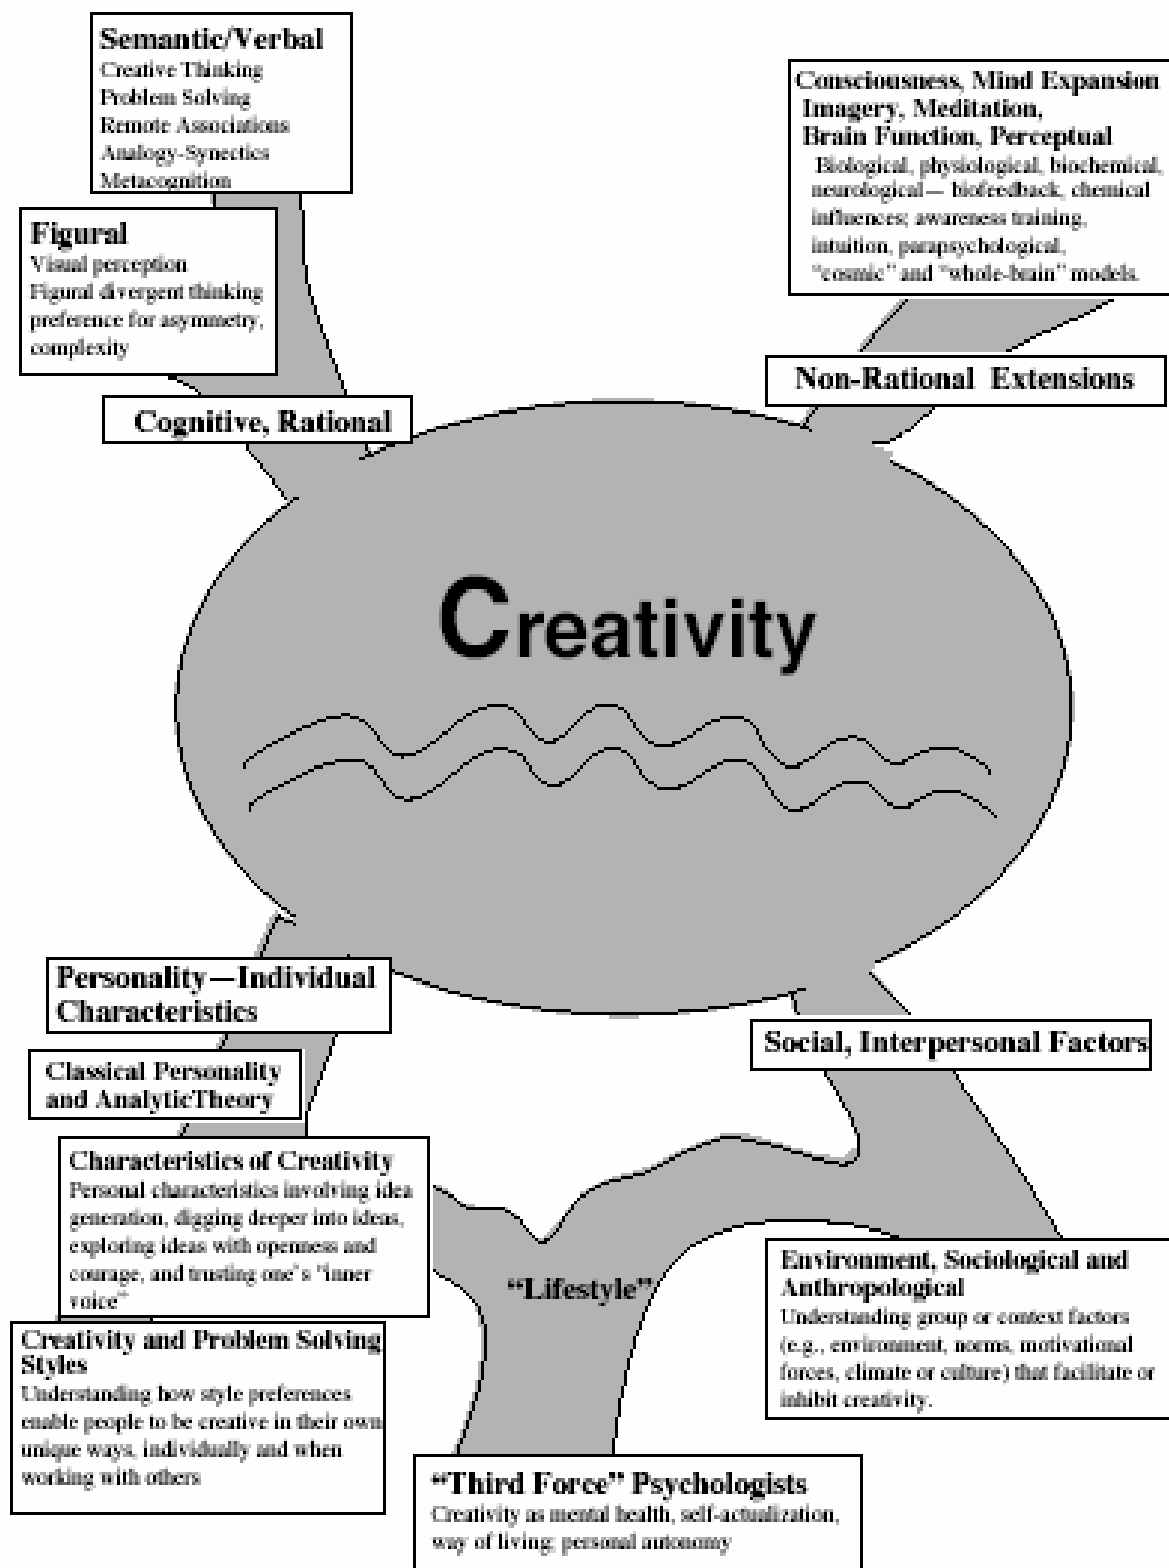 Semantic/Verbal
Creative Thinking
Problem Solving
Remote Associations
Analogy-Synectics
Metacognition
Figural
Visual perception
Figural divergent thinking
preference for asymmetry,
complexity
Cognitive, Rational
Consciousness, Mind Expansion
Imagery, Meditation,
Brain Function, Perceptual
Biological, physiological, biochemical,
neurological— biofeedback, chemical
influences; awareness training,
intuition, parapsychological,
“cosmic” and “whole-brain” models.
Non-Rational Extensions
Creativity
Personality—Individual
Characteristics
Classical Personality
and AnalyticTheory
Characteristics of Creativity
Personal characteristics involving idea
generation, digging deeper into ideas,
exploring ideas with openness and
courage, and trusting one's “inner
voice”
Creativity and Problem Solving
Styles
Understanding how style preferences
enable people to be creative in their own
unique ways, individually and when
working with others
Social, Interpersonal Factors
“Lifestyle”
Environment, Sociological and
Anthropological
Understanding group or context factors
(e.g., environment, norms, motivational
forces, climate or culture) that facilitate or
inhibit creativity.
“Third Force” Psychologists
Creativity as mental health, self-actualization,
way of living; personal autonomy